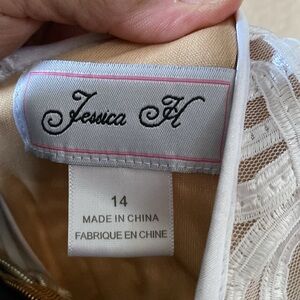 Jessica H
14
MADE IN CHINA
FABRIQUE EN CHINE